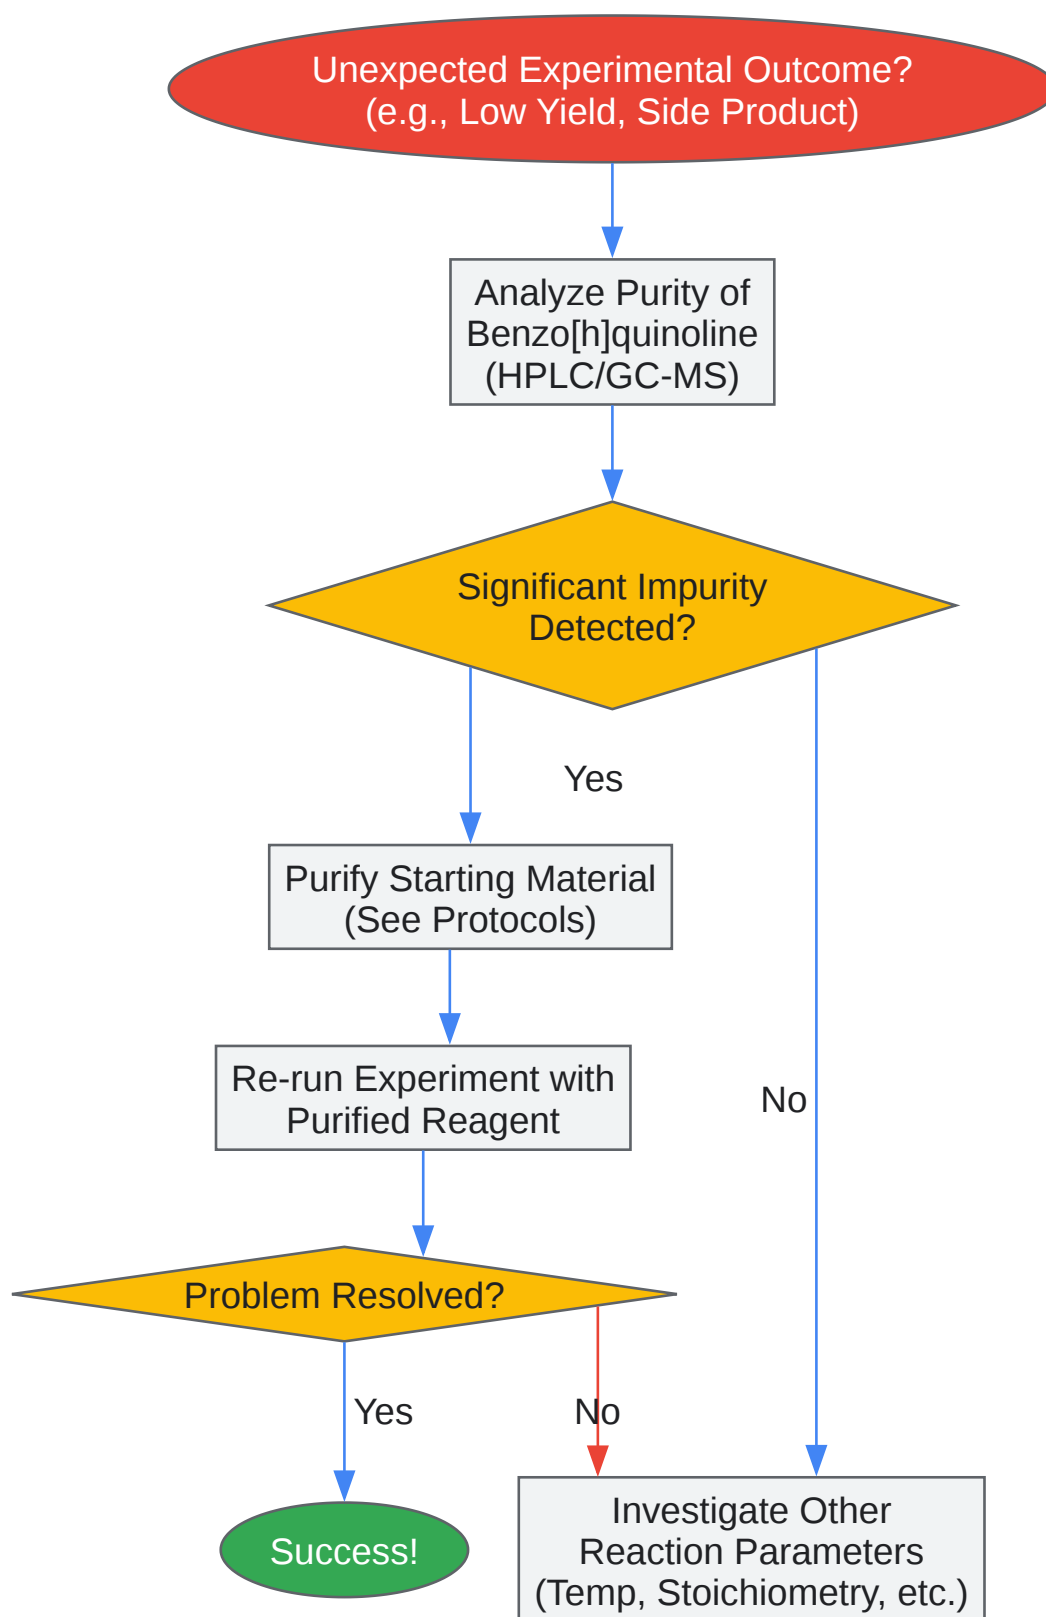 Unexpected Experimental Outcome?
(e.g., Low Yield, Side Product)
Analyze Purity of
Benzo[h]quinoline
(HPLC/GC-MS)
Significant Impurity
Detected?
Yes
Purify Starting Material
(See Protocols)
Re-run Experiment with
Purified Reagent
No
Problem Resolved?
Yes
No
Success!
Investigate Other
Reaction Parameters
(Temp, Stoichiometry, etc.)